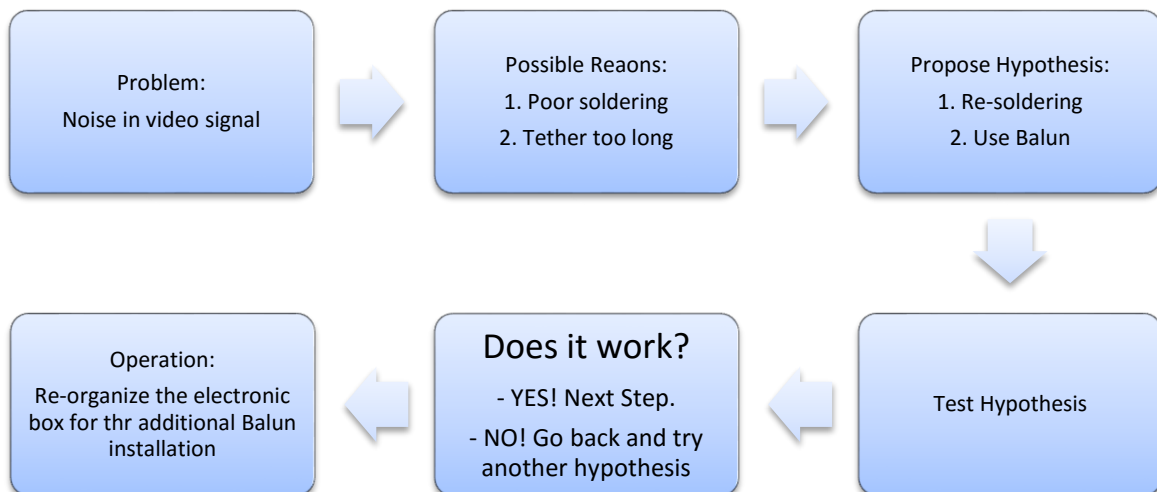 Problem:
Noise in video signal
Possible Reaons:
1. Poor soldering
2. Tether too long
Propose Hypothesis:
1. Re-soldering
2. Use Balun
Test Hypothesis
Does it work?
- YES! Next Step.
- NO! Go back and try
another hypothesis
Operation:
Re-organize the electronic
box for thr additional Balun
installation